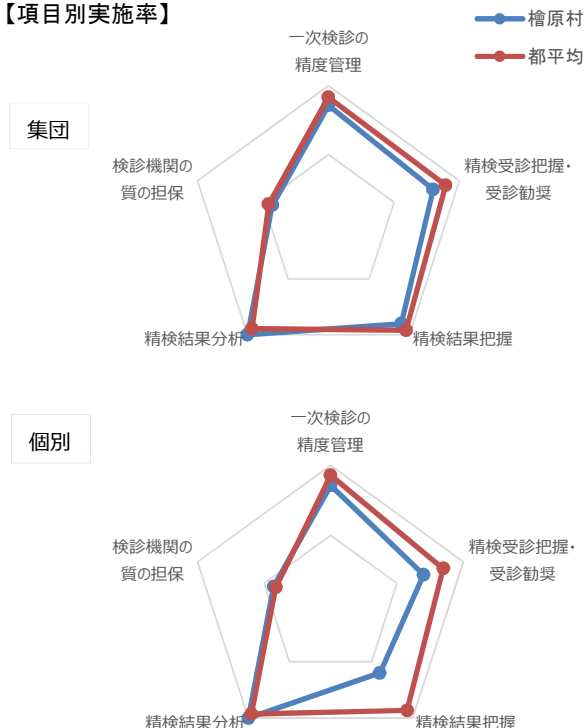 【項目別実施率】
檜原村
都平均
集団
一次検診の
精度管理
精検受診把握・
受診勧奨
精検結果把握
精検結果分析
検診機関の
質の担保
個別
一次検診の
精度管理
精検受診把握・
受診勧奨
精検結果把握
精検結果分析
検診機関の
質の担保